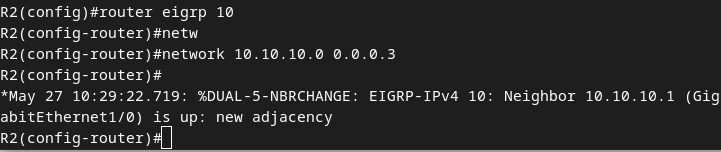 R2(config)#router eigrp 10
R2(config-router)#netw
R2(config-router)#network 10.10.10.0 0.0.0.3
R2(config-router)#
*May 27 10:29:22.719: %DUAL-5-NBRCHANGE: EIGRP-IPv4 10: Neighbor 10.10.10.1 (Gig
abitEthernet1/0) is up: new adjacency
R2(config-router)#